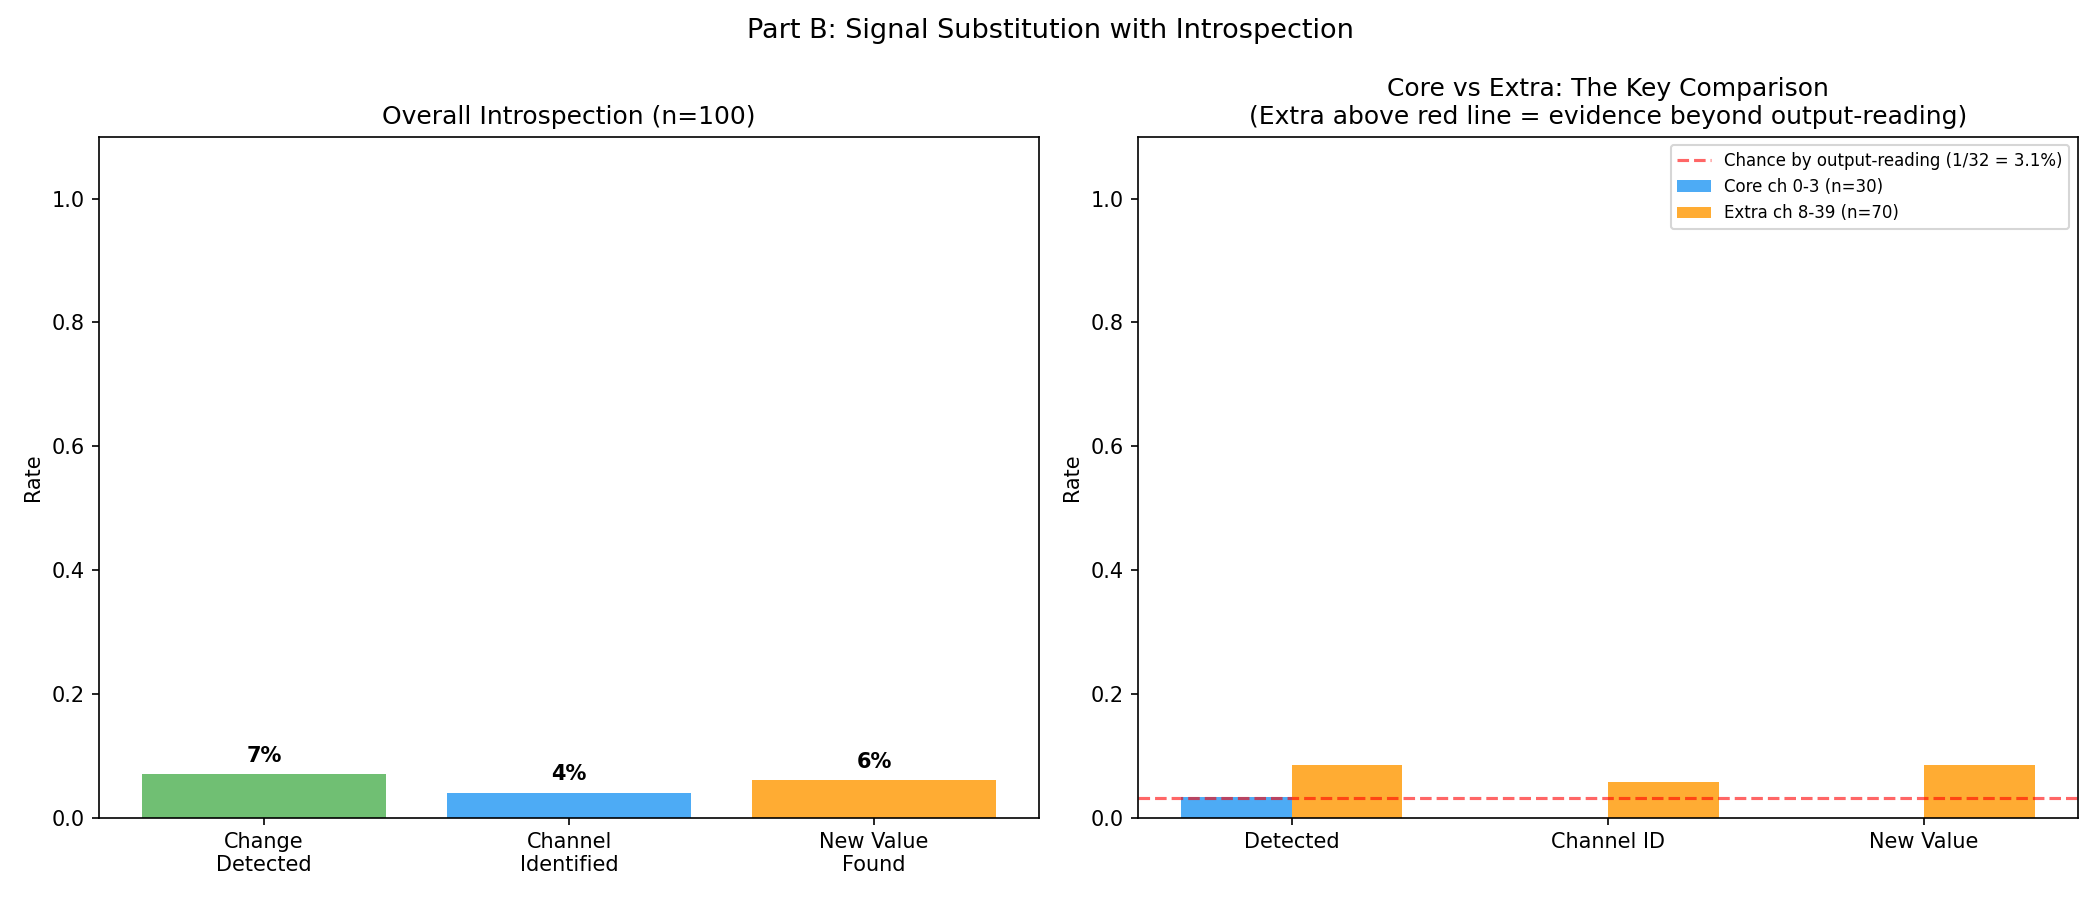 Part B: Signal Substitution with Introspection
Overall Introspection (n=100)
Rate
1.0
0.8
0.6
0.4
0.2
0.0
7%
4%
6%
Change
Detected
Channel
Identified
New Value
Found
Core vs Extra: The Key Comparison
(Extra above red line = evidence beyond output-reading)
Chance by output-reading (1/32 = 3.1%)
Core ch 0-3 (n=30)
Extra ch 8-39 (n=70)
Rate
1.0
0.8
0.6
0.4
0.2
0.0
Detected
Channel ID
New Value